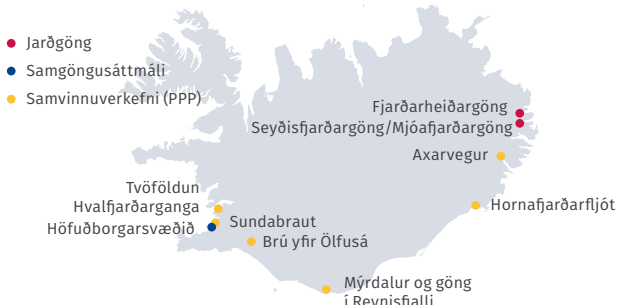 Jarðgöng
Samgöngusáttmáli
Samvinnuverkefni (PPP)
Fjarðarheiðargöng
Seyðisfjarðargöng/Mjóafjarðargöng
Axarvegur
Tvöföldun
Hvalfjarðarganga
Höfuðborgarsvæðið
Sundabraut
Hornafjarðarfljót
Brú yfir Ölfusá
Mýrdalur og göng
í Reynisfjalli